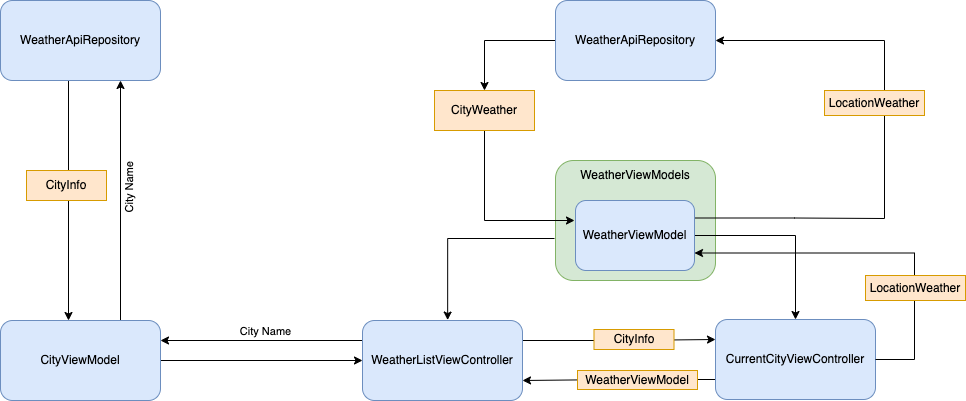 WeatherApiRepository
WeatherApiRepository
CityWeather
LocationWeather
CityInfo
City Name
WeatherViewModels
WeatherViewModel
LocationWeather
City Name
CityViewModel
WeatherListViewController
CityInfo
WeatherViewModel
CurrentCityViewController